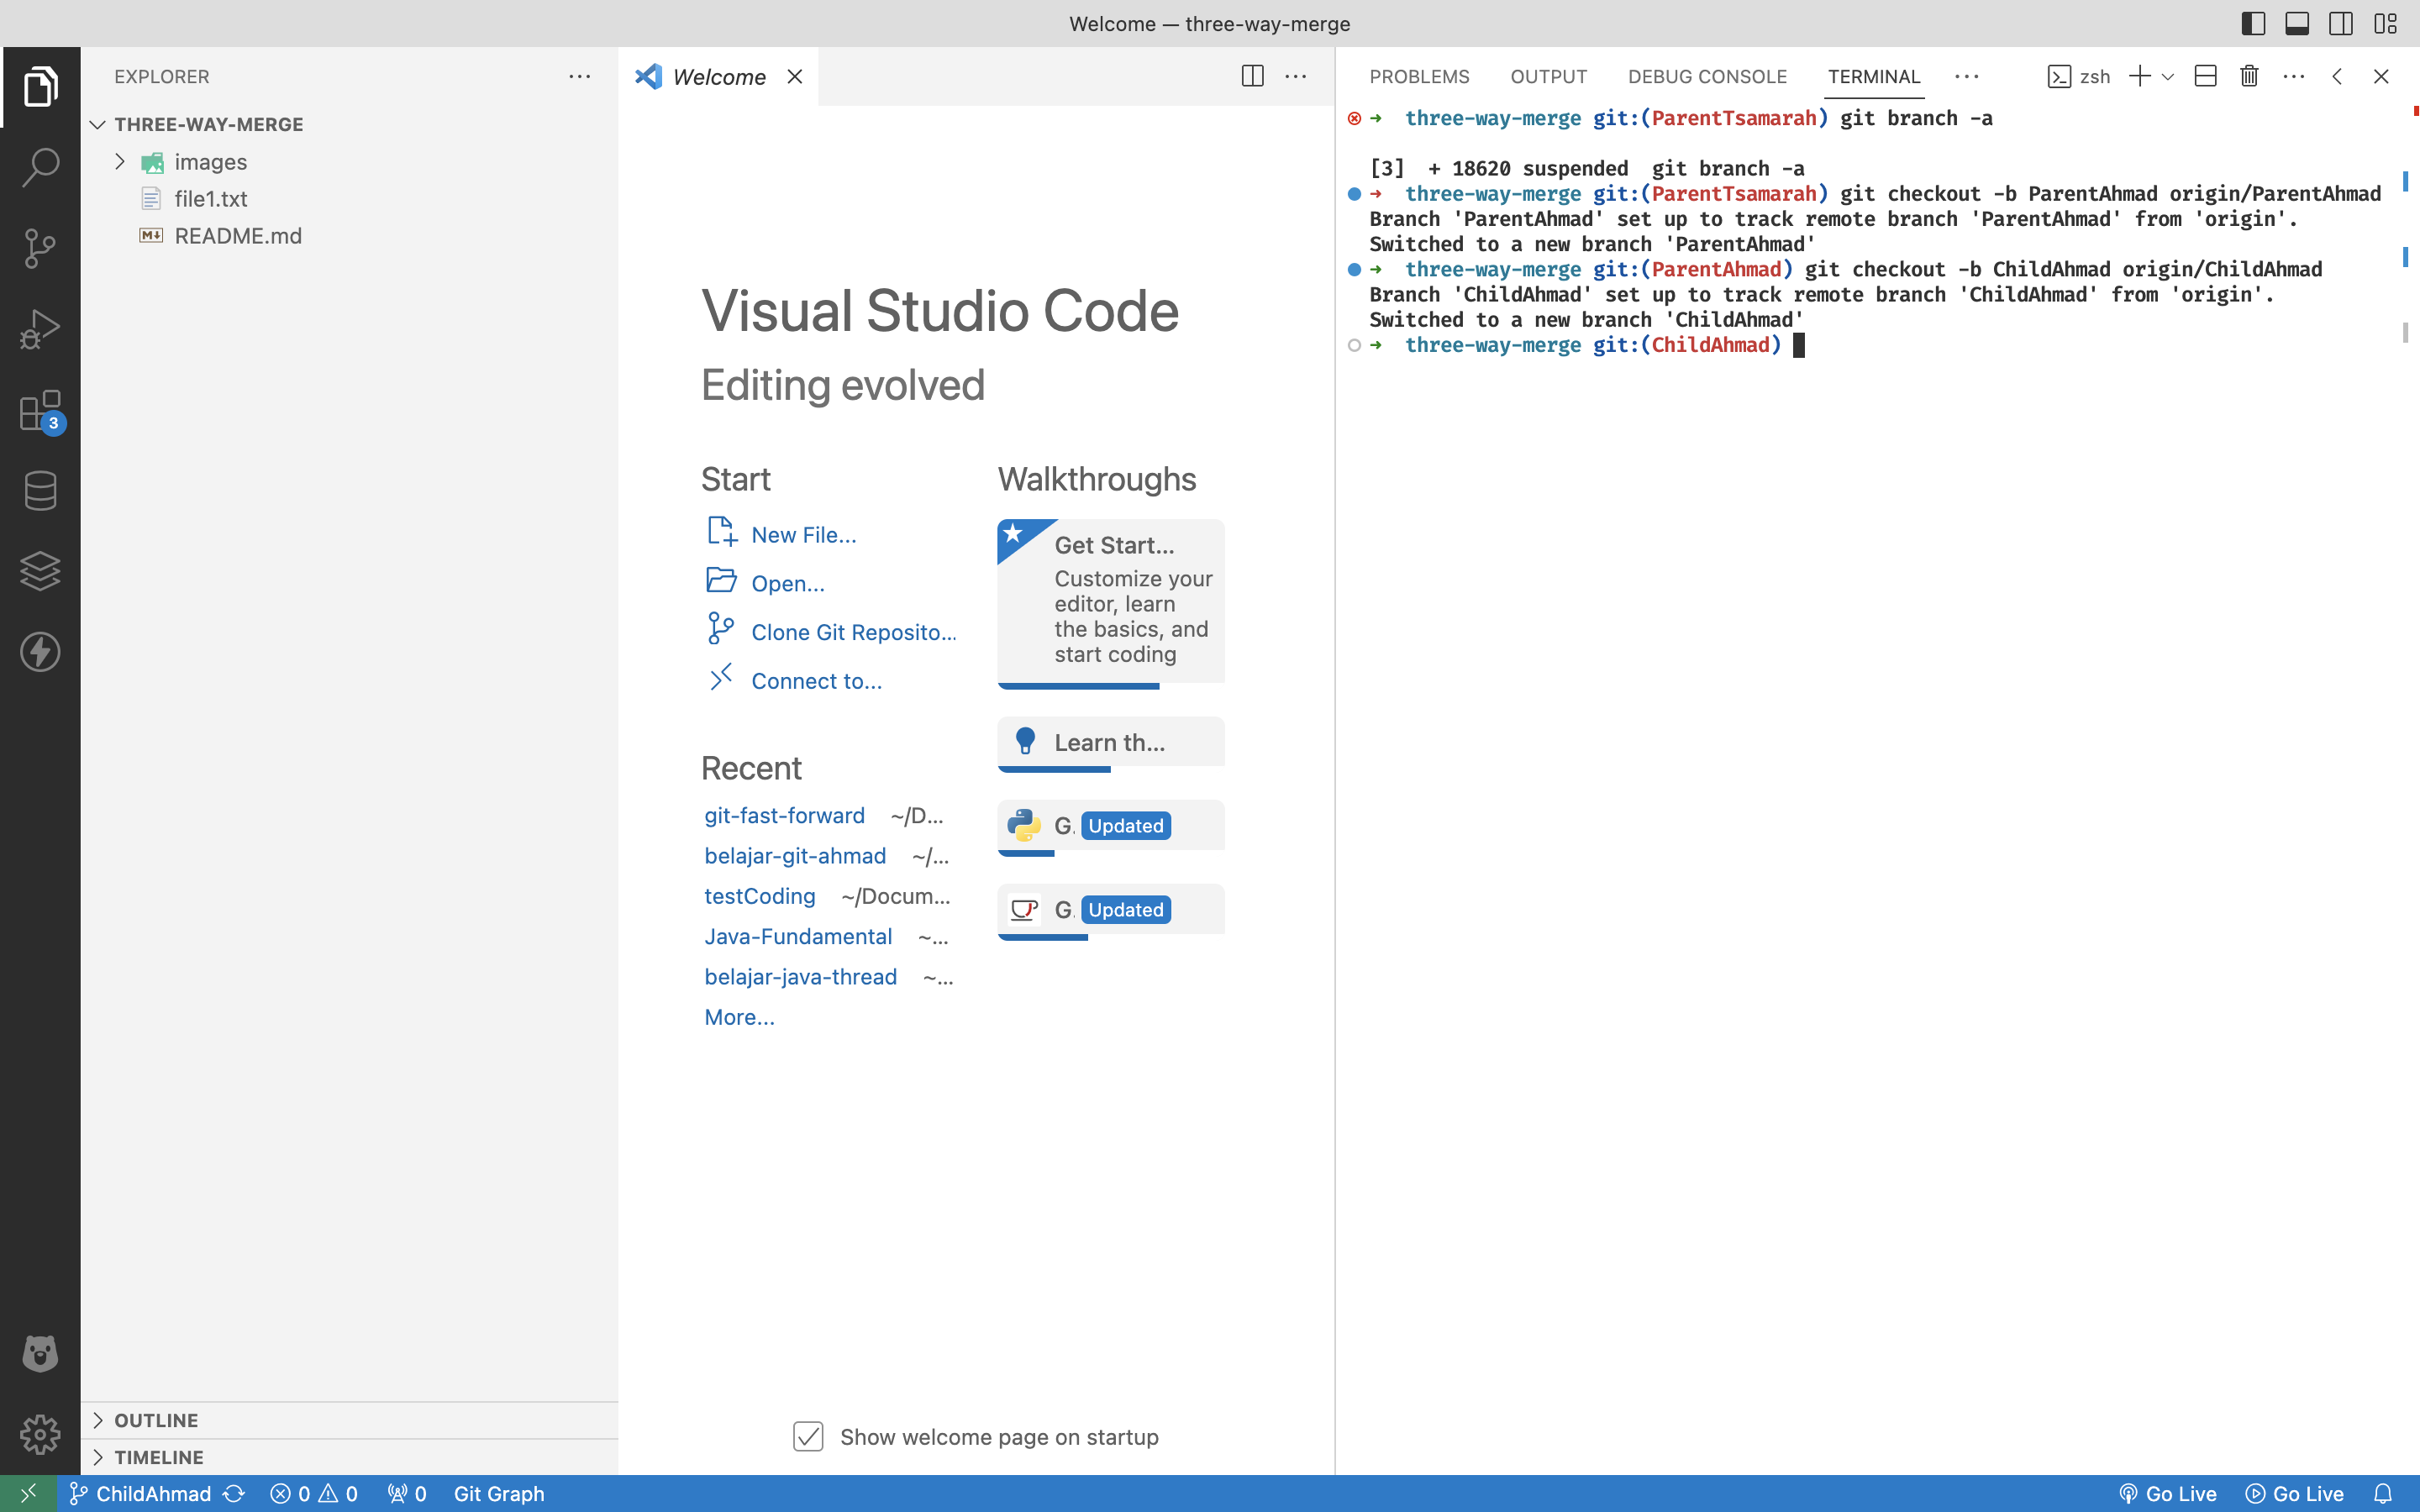 Welcome — three-way-merge
EXPLORER
THREE-WAY-MERGE
images
file1.txt
README.md
OUTLINE
TIMELINE
3
Welcome
Visual Studio Code
Editing evolved
Start
New File...
Open...
Clone Git Reposito...
Connect to...
Recent
git-fast-forward ~/D...
belajar-git-ahmad ~/...
testCoding ~/Docum...
Java-Fundamental ~...
belajar-java-thread ~...
More...
Walkthroughs
Get Start...
Customize your
editor, learn
the basics, and
start coding
Learn th...
G. Updated
G. Updated
Show welcome page on startup
PROBLEMS OUTPUT DEBUG CONSOLE TERMINAL zsh
→ three-way-merge git:(ParentTsamarah) git branch -a
[3] + 18620 suspended git branch -a
→ three-way-merge git:(ParentTsamarah) git checkout -b ParentAhmad origin/ParentAhmad
Branch 'ParentAhmad' set up to track remote branch 'ParentAhmad' from 'origin'.
Switched to a new branch 'ParentAhmad'
→ three-way-merge git:(ParentAhmad) git checkout -b ChildAhmad origin/ChildAhmad
Branch 'ChildAhmad' set up to track remote branch 'ChildAhmad' from 'origin'.
Switched to a new branch 'ChildAhmad'
→ three-way-merge git:(ChildAhmad)
ChildAhmad 0 0 0 Git Graph Go Live Go Live